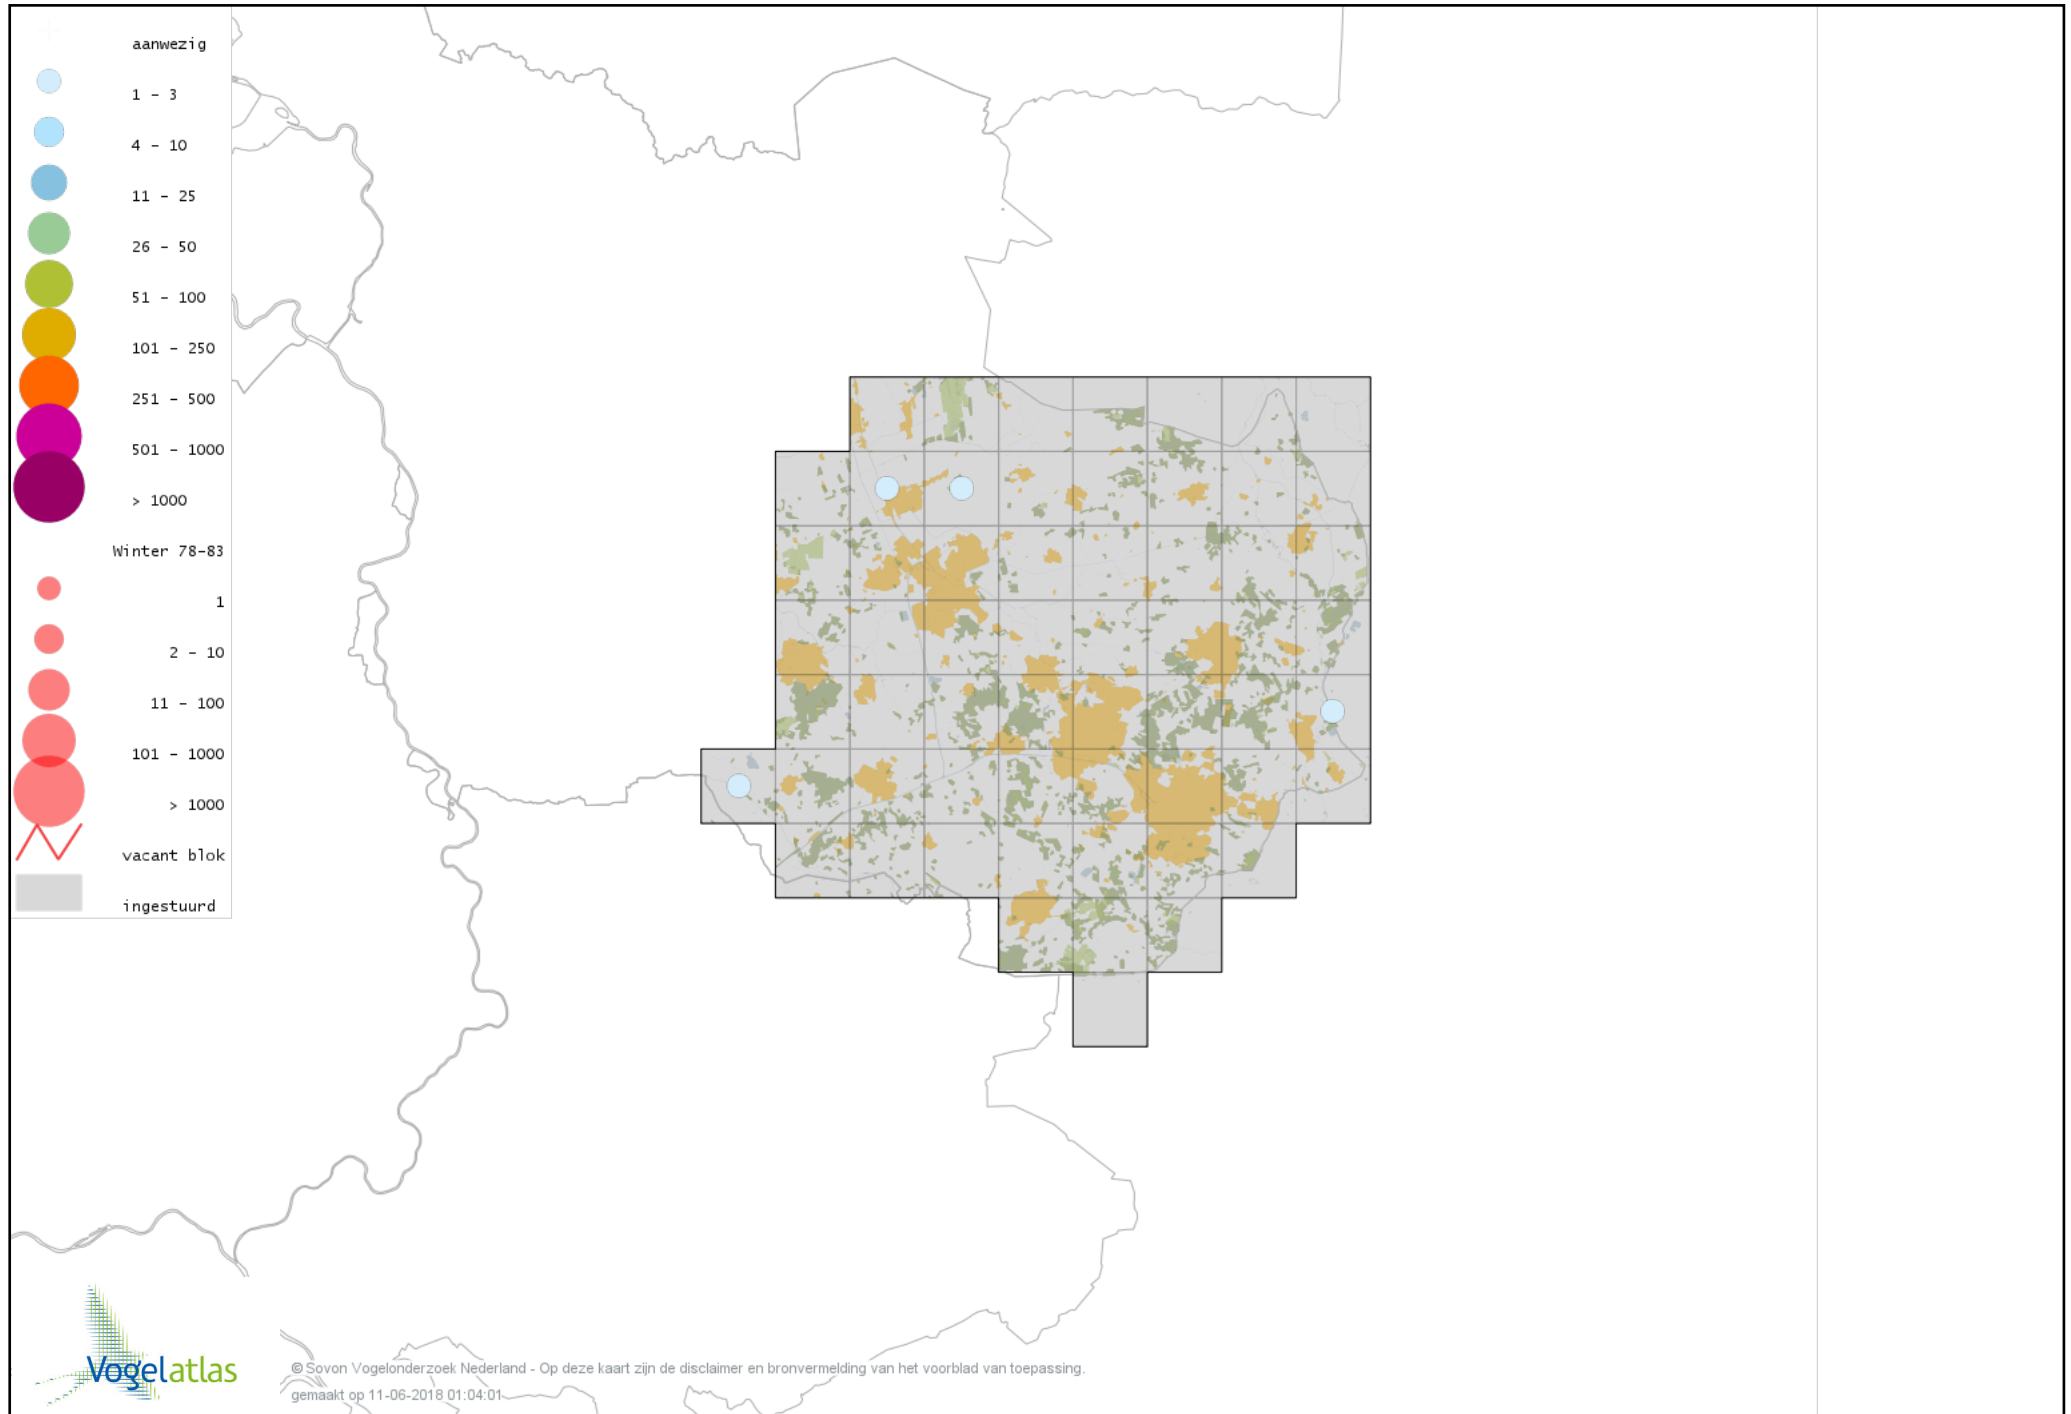 aanwezig
1 - 3
4 - 10
11 - 25
26 - 50
51 - 100
101 - 250
251 - 500
501 - 1000
> 1000
Winter 78-83
1
2 - 10
11 - 100
101 - 1000
> 1000
vacant blok
ingestuurd
Vogelatlas
© Sovon Vogelonderzoek Nederland - Op deze kaart zijn de disclaimer en bronvermelding van het voorblad van toepassing.
gemaakt op 11-06-2018 01:04:01